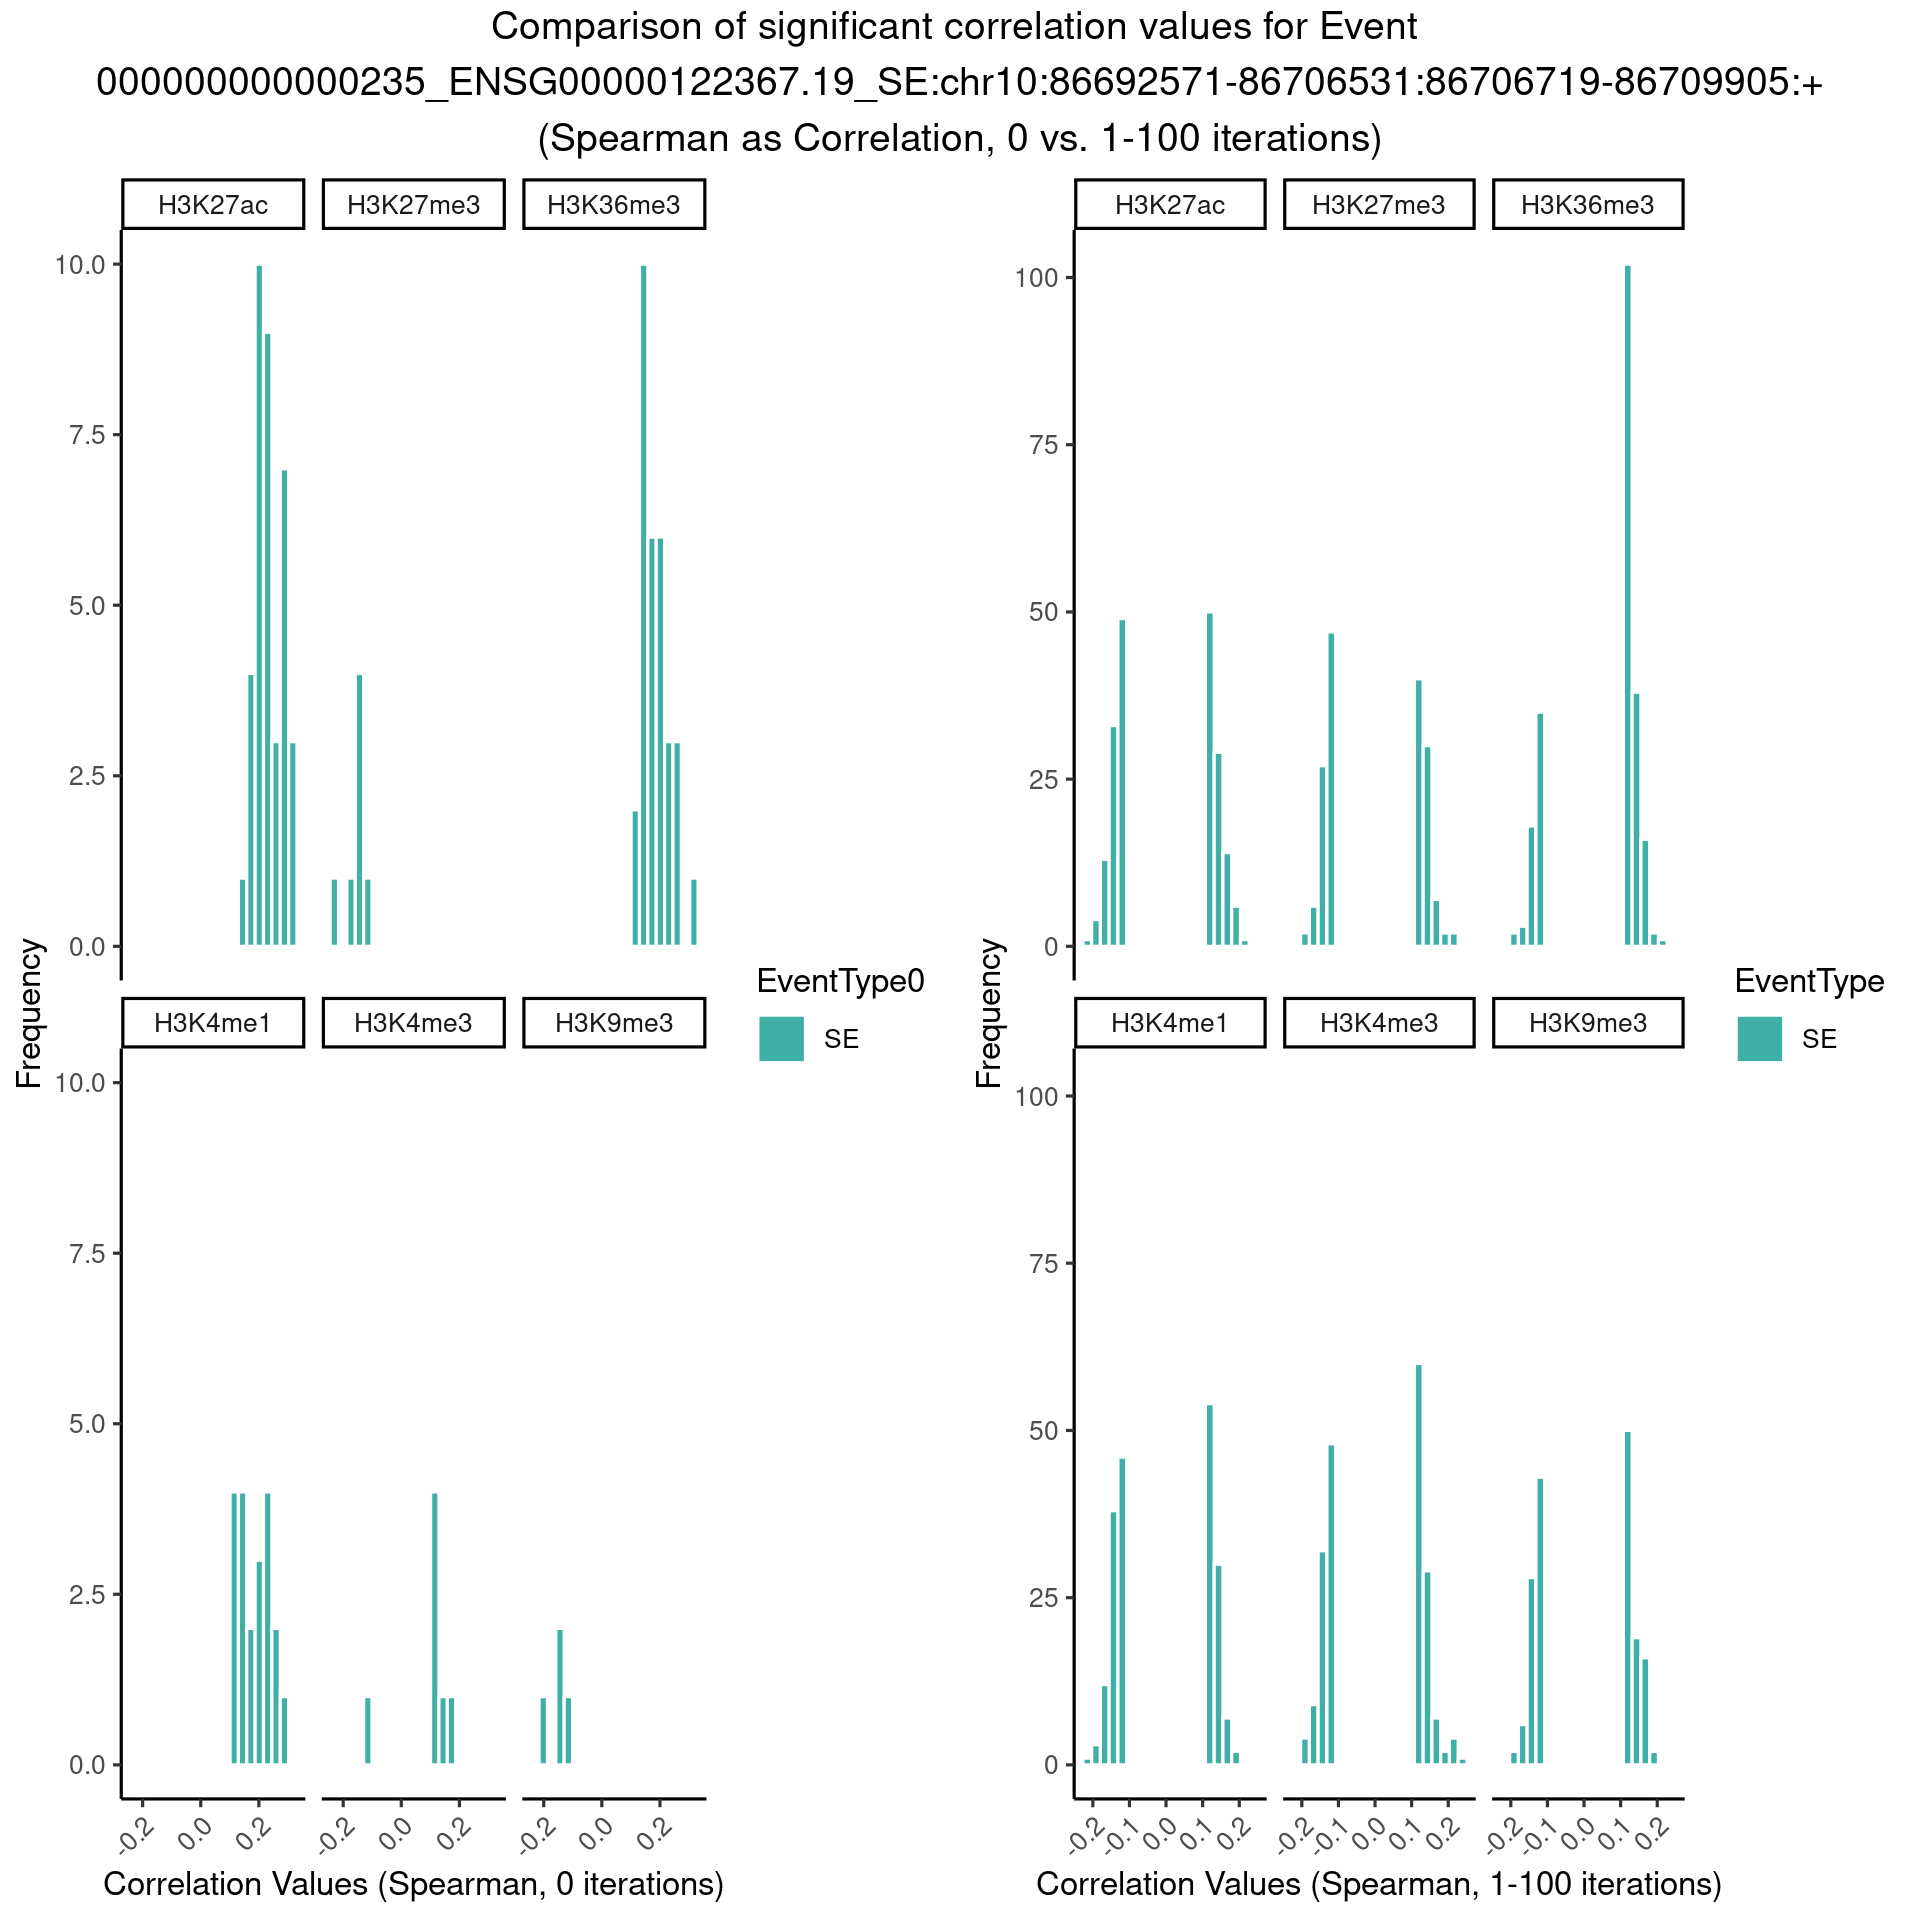 Comparison of significant correlation values for Event
000000000000235_ENSG00000122367.19_SE:chr10:86692571-86706531:86706719-86709905:+
(Spearman as Correlation, 0 vs. 1-100 iterations)
H3K27ac
H3K27me3
H3K36me3
10.0
7.5
5.0
2.5
0.0
H3K4me1
H3K4me3
H3K9me3
10.0
7.5
5.0
2.5
0.0
-0.2
0.0
0.2
-0.2
0.0
0.2
-0.2
0.0
0.2
Frequency
Correlation Values (Spearman, 0 iterations)
EventType0
SE
H3K27ac
H3K27me3
H3K36me3
100
75
50
25
0
H3K4me1
H3K4me3
H3K9me3
100
75
50
25
0
-0.2
-0.1
0.0
0.1
0.2
-0.2
-0.1
0.0
0.1
0.2
-0.2
-0.1
0.0
0.1
0.2
Frequency
Correlation Values (Spearman, 1-100 iterations)
EventType
SE